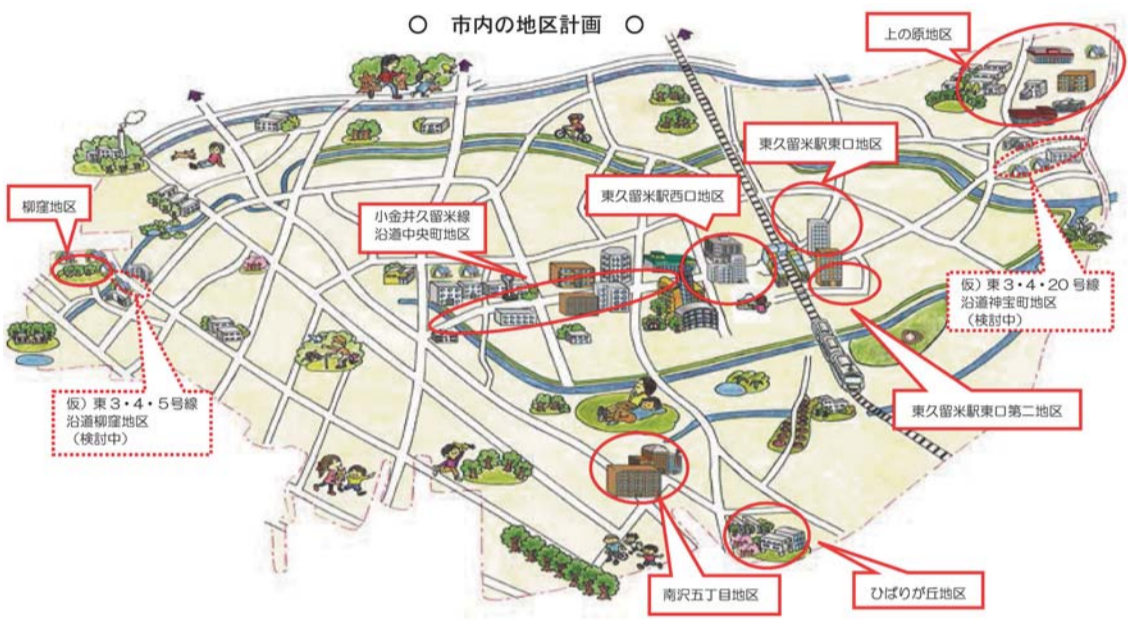 ○ 市内の地区計画 ○
上の原地区
東久留米駅東口地区
東久留米駅西口地区
柳窪地区
小金井久留米線
沿道中央町地区
仮）東3・4・20号線
沿道神宝町地区
（検討中）
仮）東3・4・5号線
沿道柳窪地区
（検討中）
東久留米駅東口第二地区
南沢五丁目地区
ひばりが丘地区